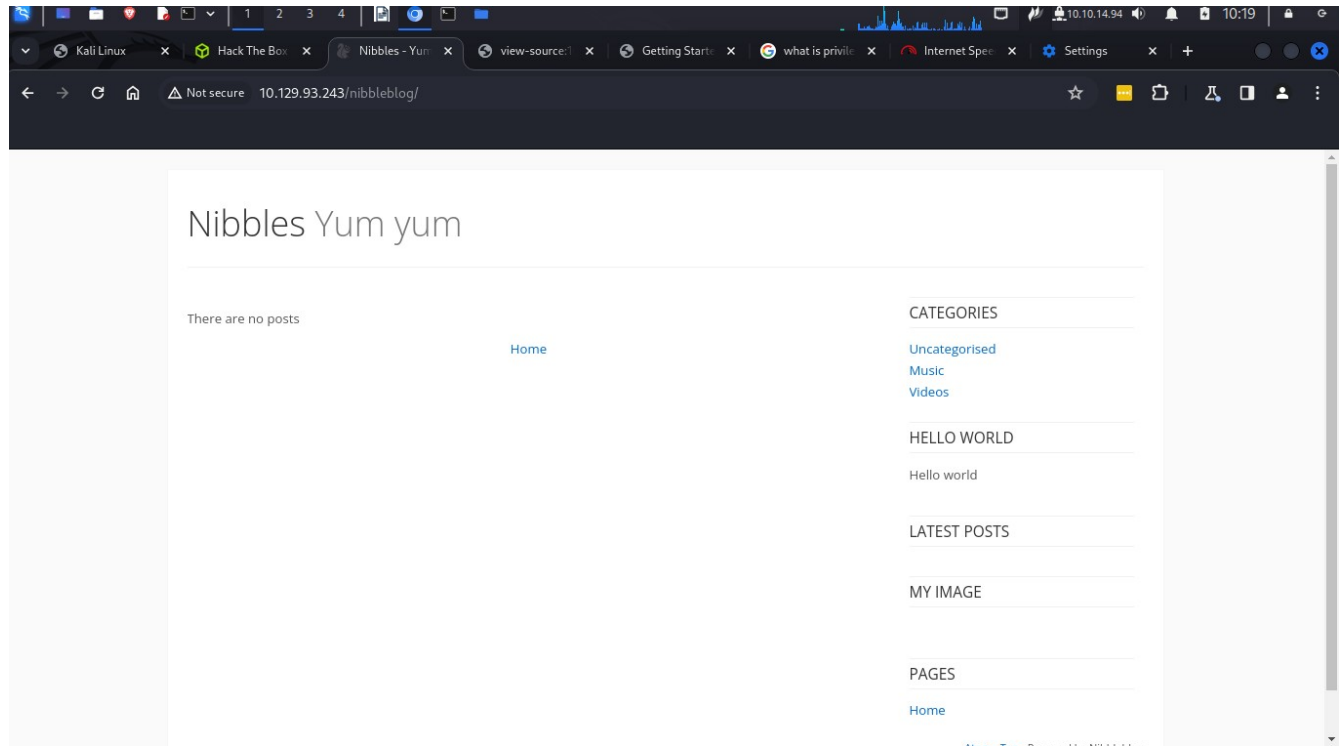 1 2 3 4 10.10.14.94 10:19
Kali Linux Hack The Box Nibbles - Yum view-source:1 Getting Starte what is privile Internet Spee Settings
Not secure 10.129.93.243/nibbleblog/
Nibbles Yum yum
There are no posts
Home
CATEGORIES
Uncategorised
Music
Videos
HELLO WORLD
Hello world
LATEST POSTS
MY IMAGE
PAGES
Home